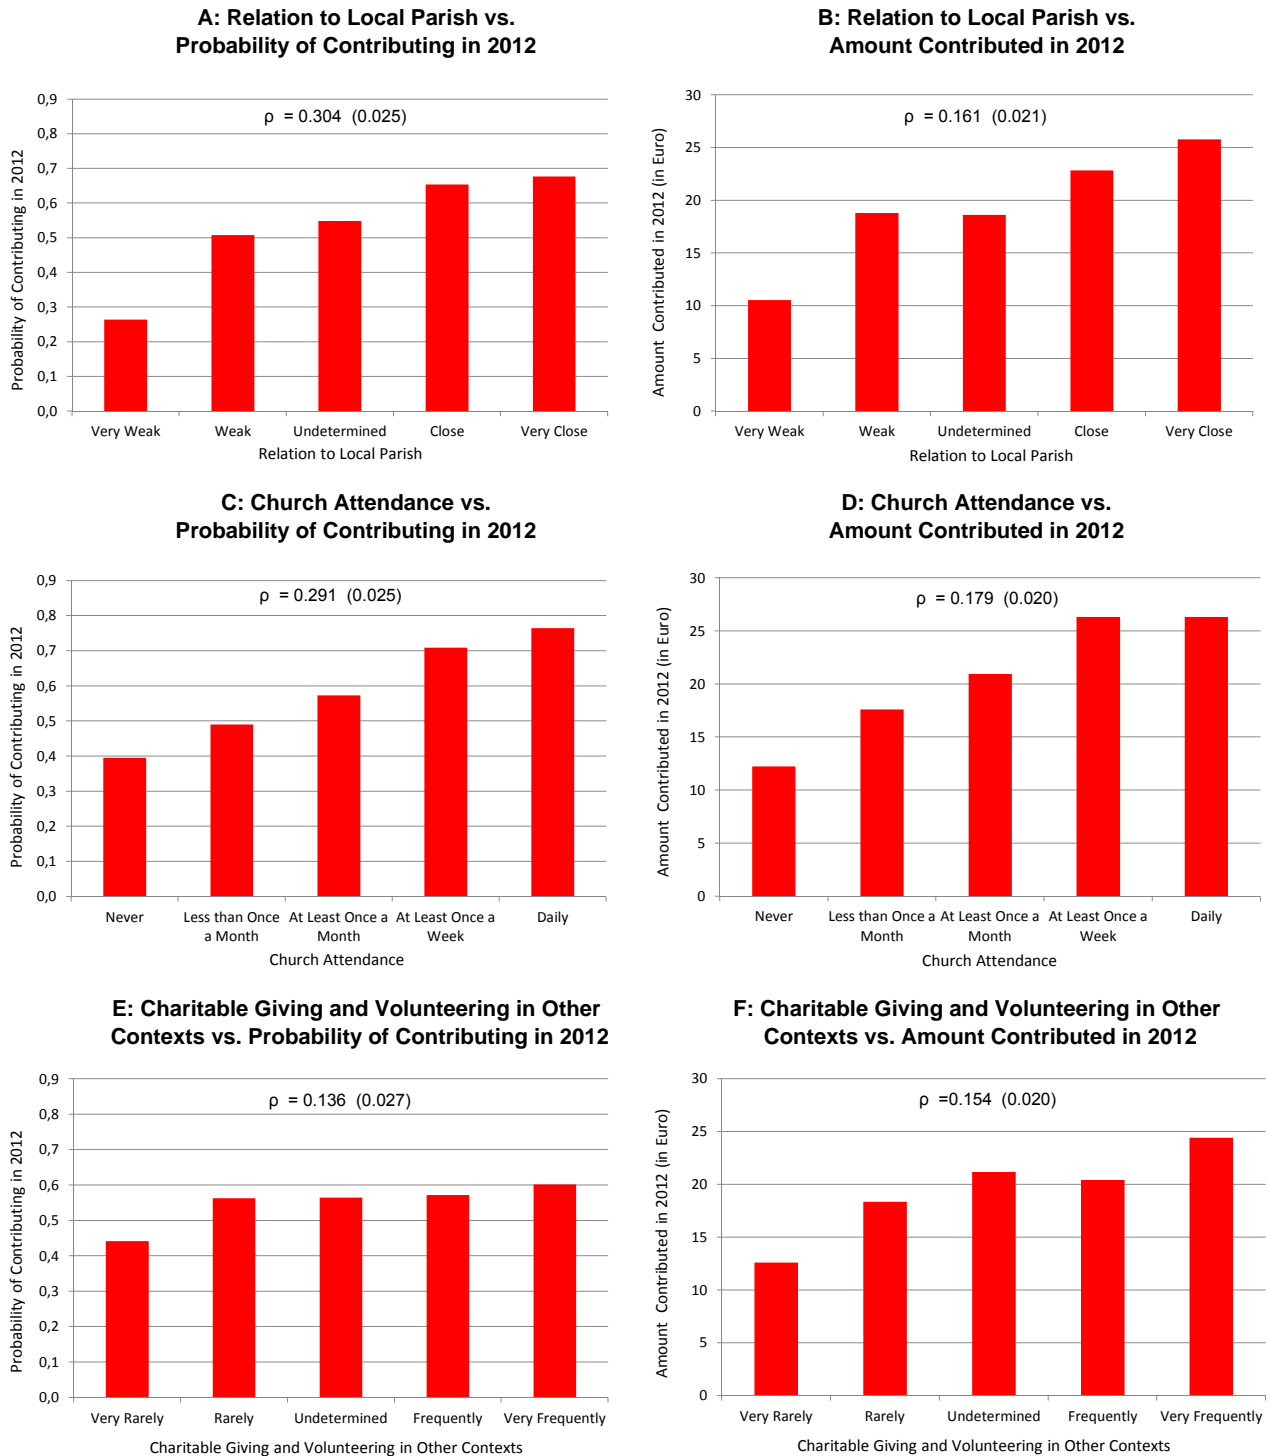 A: Relation to Local Parish vs.
Probability of Contributing in 2012
ρ = 0.304 (0.025)
Probability of Contributing in 2012
0,9
0,8
0,7
0,6
0,5
0,4
0,3
0,2
0,1
0,0
Very Weak Weak Undetermined Close Very Close
Relation to Local Parish
B: Relation to Local Parish vs.
Amount Contributed in 2012
ρ = 0.161 (0.021)
Amount Contributed in 2012 (in Euro)
30
25
20
15
10
5
0
Very Weak Weak Undetermined Close Very Close
Relation to Local Parish
C: Church Attendance vs.
Probability of Contributing in 2012
ρ = 0.291 (0.025)
Probability of Contributing in 2012
0,9
0,8
0,7
0,6
0,5
0,4
0,3
0,2
0,1
0,0
Never Less than Once At Least Once a At Least Once a Daily
a Month Month Week
Church Attendance
D: Church Attendance vs.
Amount Contributed in 2012
ρ = 0.179 (0.020)
Amount Contributed in 2012 (in Euro)
30
25
20
15
10
5
0
Never Less than Once a At Least Once a At Least Once a Daily
Month Month Week
Church Attendance
E: Charitable Giving and Volunteering in Other
Contexts vs. Probability of Contributing in 2012
ρ = 0.136 (0.027)
Probability of Contributing in 2012
0,9
0,8
0,7
0,6
0,5
0,4
0,3
0,2
0,1
0,0
Very Rarely Rarely Undetermined Frequently Very Frequently
Charitable Giving and Volunteering in Other Contexts
F: Charitable Giving and Volunteering in Other
Contexts vs. Amount Contributed in 2012
ρ =0.154 (0.020)
Amount Contributed in 2012 (in Euro)
30
25
20
15
10
5
0
Very Rarely Rarely Undetermined Frequently Very Frequently
Charitable Giving and Volunteering in Other Contexts